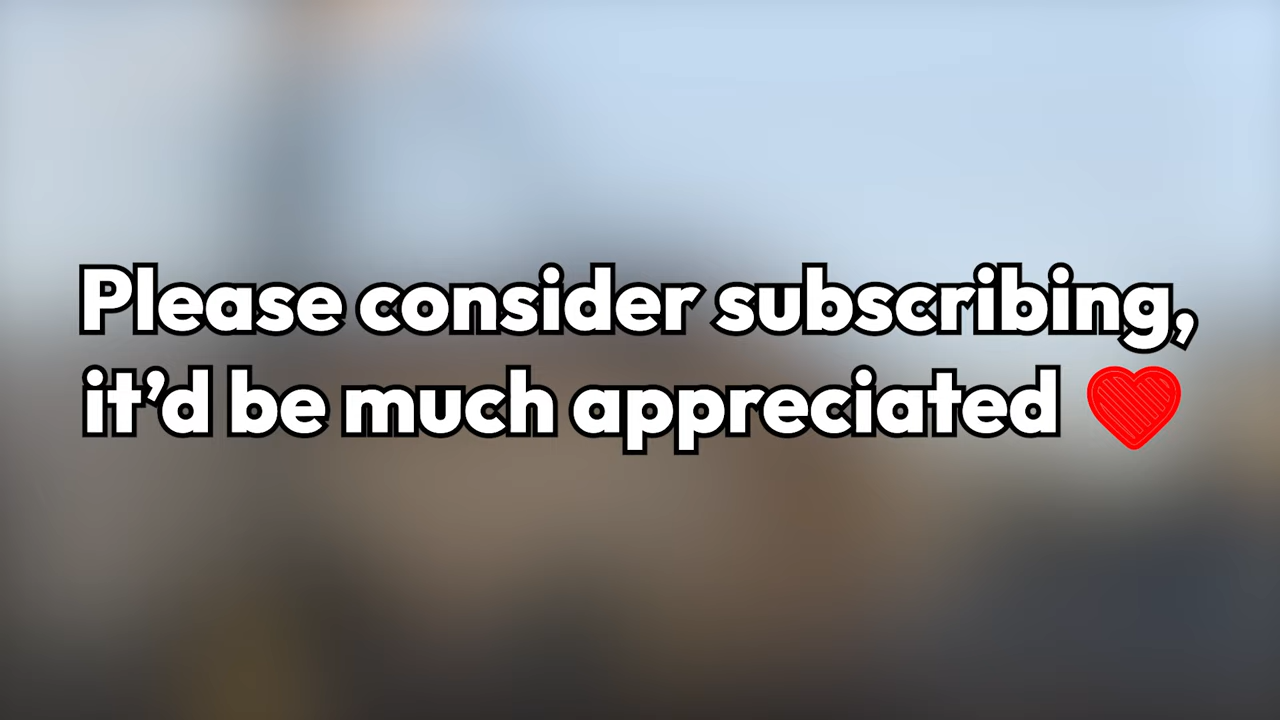 Please consider subscribing,
it’d be much appreciated ❤